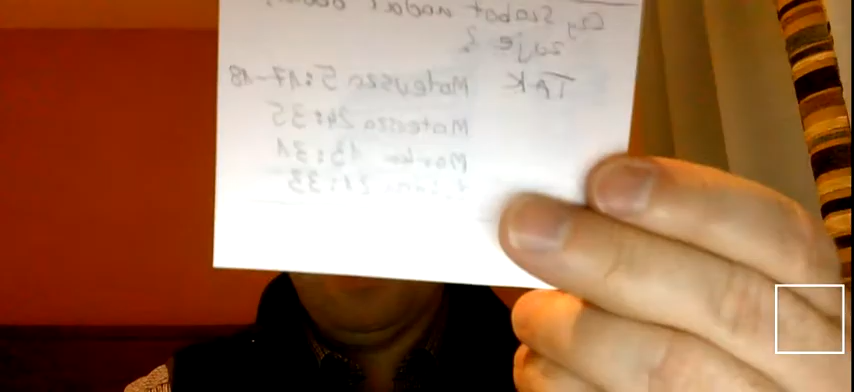 Czy Szabat nadal
zuje ?
TAK Mateusza 5:17-18
Mateusza 24:35
Marka 13:31
21:33